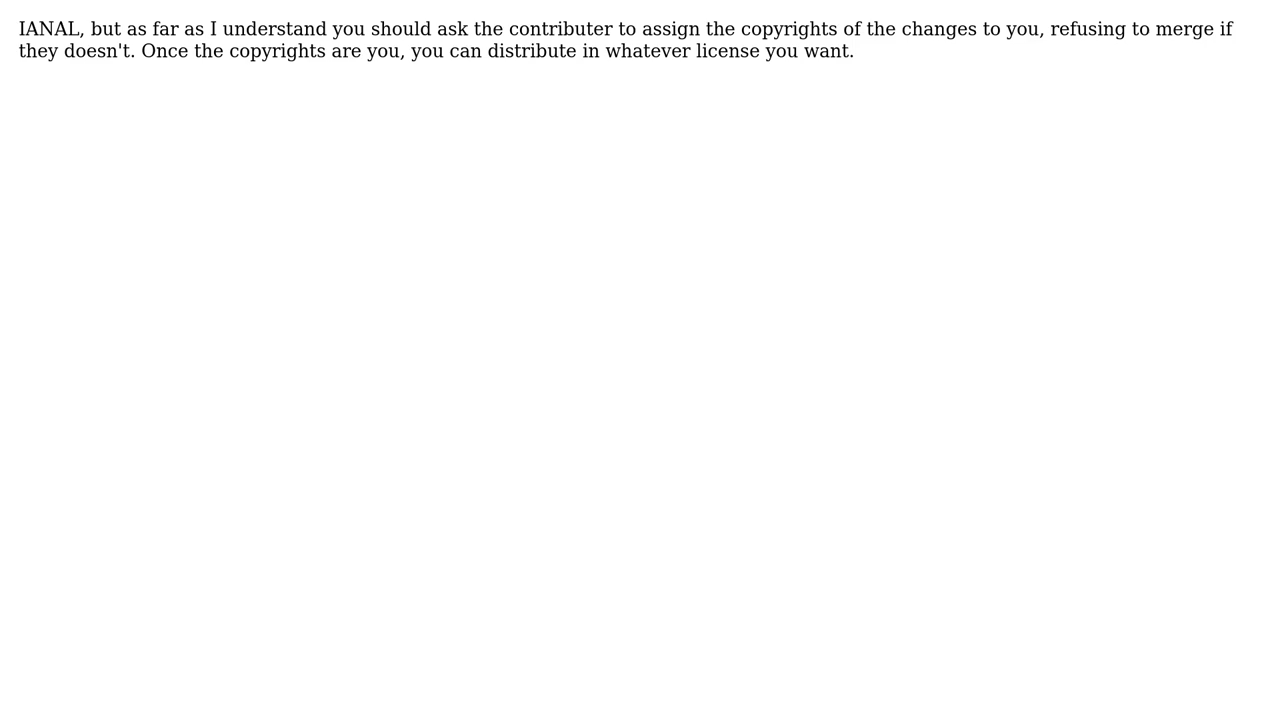 IANAL, but as far as I understand you should ask the contributer to assign the copyrights of the changes to you, refusing to merge if
they doesn't. Once the copyrights are you, you can distribute in whatever license you want.